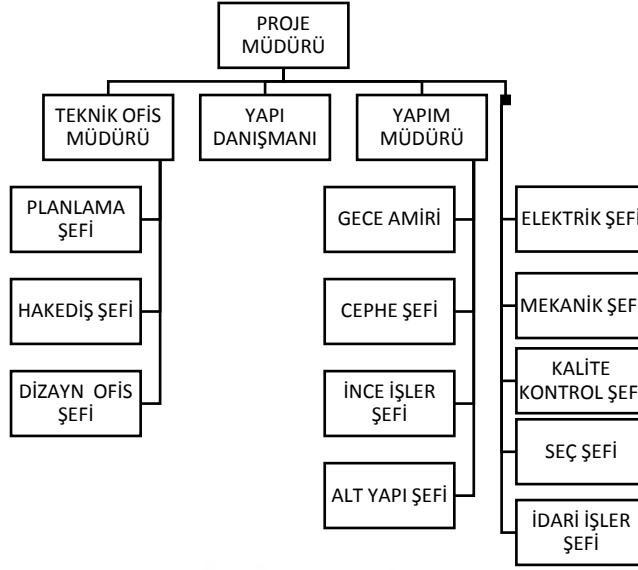 PROJE
MÜDÜRÜ
TEKNİK OFİS
MÜDÜRÜ
YAPI
DANIŞMANI
YAPIM
MÜDÜRÜ
PLANLAMA
ŞEFİ
HAKEDİŞ ŞEFİ
DİZAYN OFİS
ŞEFİ
GECE AMİRİ
CEPHE ŞEFİ
İNCE İŞLER
ŞEFİ
ALT YAPI ŞEFİ
ELEKTRİK ŞEFİ
MEKANİK ŞEF
KALİTE
KONTROL ŞEF
SEÇ ŞEFİ
İDARİ İŞLER
ŞEFİ